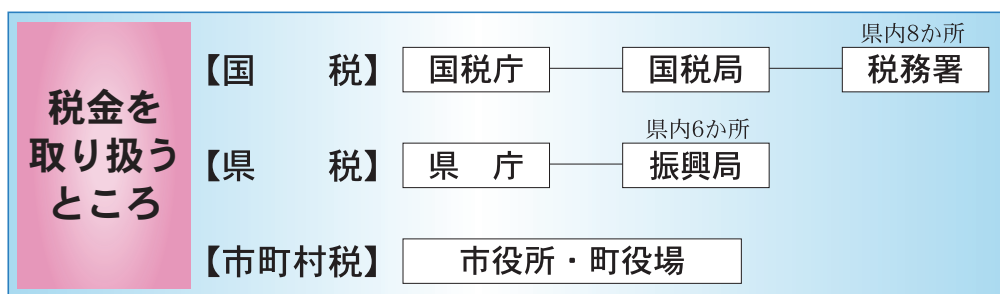 税金を
取り扱う
ところ
県内8か所
【国　税】 国税庁 国税局 税務署
県内6か所
【県　税】 県　庁 振興局
【市町村税】 市役所・町役場